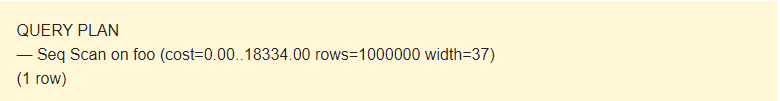 QUERY PLAN
— Seq Scan on foo (cost=0.00..18334.00 rows=1000000 width=37)
(1 row)